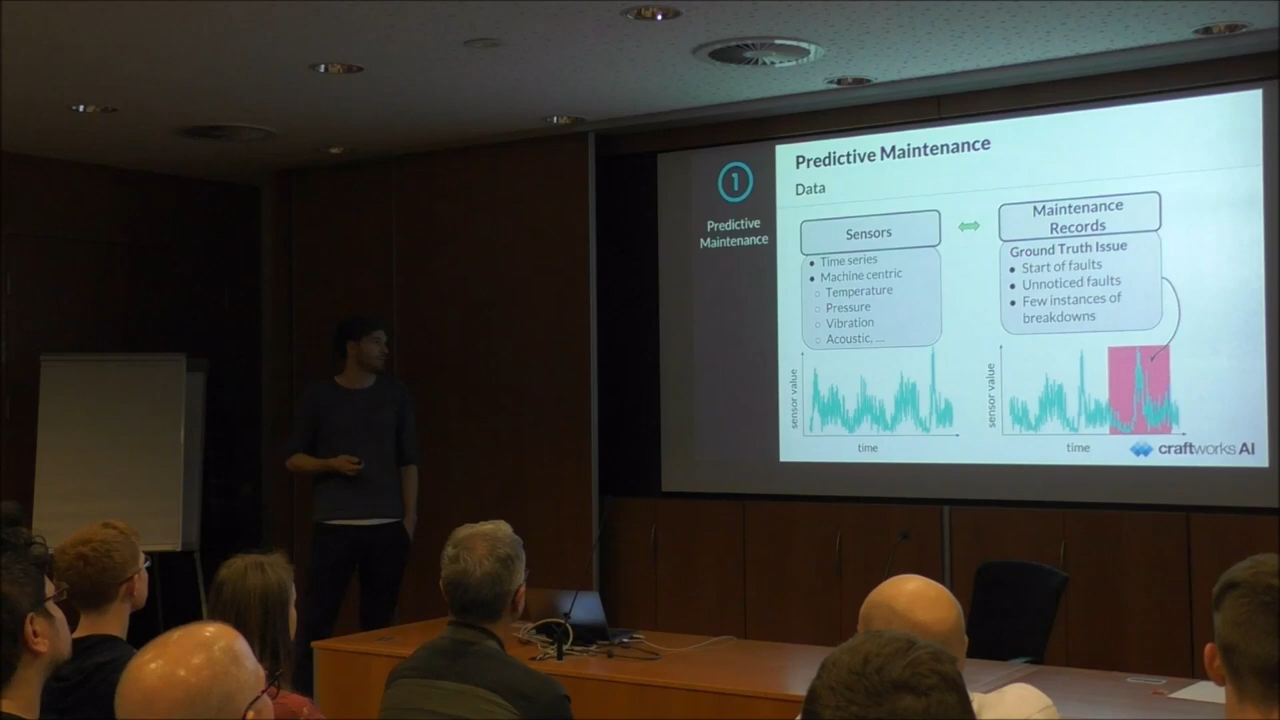 1
Predictive
Maintenance
Predictive Maintenance
Data
Sensors
• Time series
• Machine centric
○ Temperature
○ Pressure
○ Vibration
○ Acoustic, ...
Maintenance
Records
Ground Truth Issue
• Start of faults
• Unnoticed faults
• Few instances of
breakdowns
sensor value
time
sensor value
time
craftworks AI